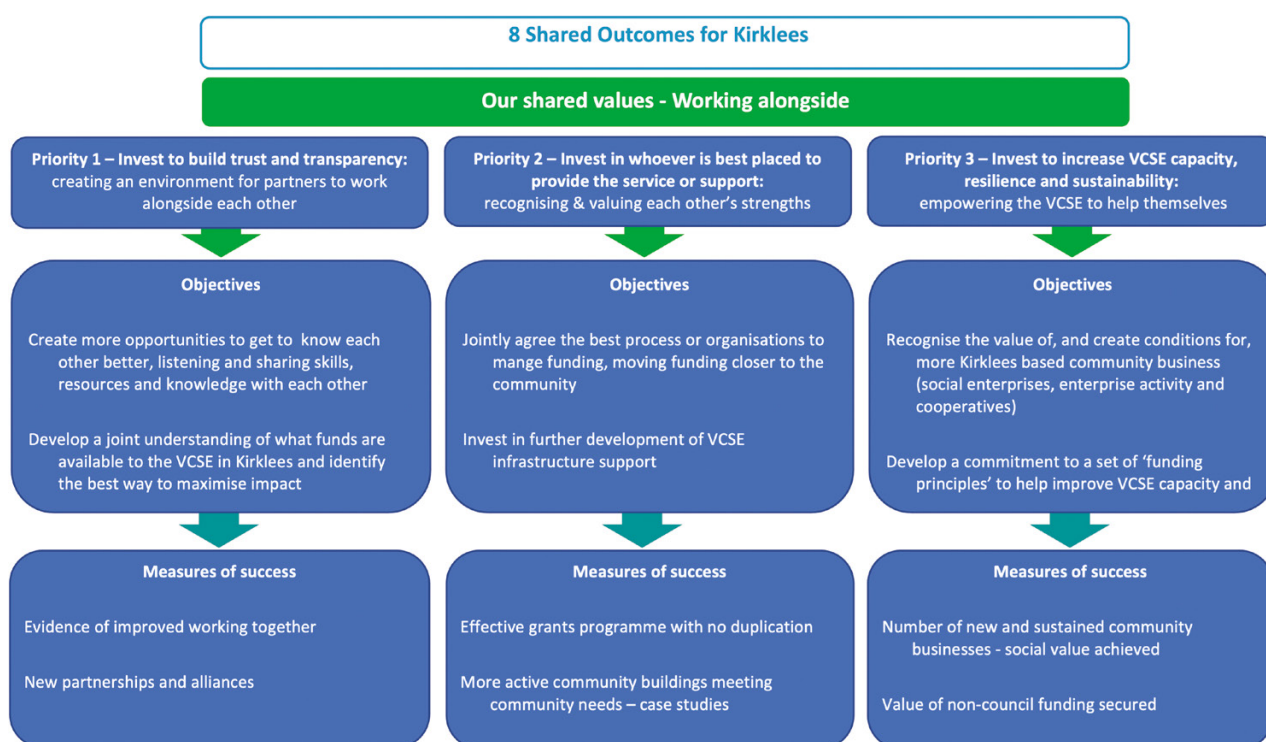 8 Shared Outcomes for Kirklees
Our shared values - Working alongside
Priority 1 – Invest to build trust and transparency:
creating an environment for partners to work
alongside each other
Objectives
Create more opportunities to get to know each
other better, listening and sharing skills,
resources and knowledge with each other
Develop a joint understanding of what funds are
available to the VCSE in Kirklees and identify
the best way to maximise impact
Measures of success
Evidence of improved working together
New partnerships and alliances
Priority 2 – Invest in whoever is best placed to
provide the service or support:
recognising & valuing each other’s strengths
Objectives
Jointly agree the best process or organisations to
mange funding, moving funding closer to the
community
Invest in further development of VCSE
infrastructure support
Measures of success
Effective grants programme with no duplication
More active community buildings meeting
community needs – case studies
Priority 3 – Invest to increase VCSE capacity,
resilience and sustainability:
empowering the VCSE to help themselves
Objectives
Recognise the value of, and create conditions for,
more Kirklees based community business
(social enterprises, enterprise activity and
cooperatives)
Develop a commitment to a set of ‘funding
principles’ to help improve VCSE capacity and
Measures of success
Number of new and sustained community
businesses - social value achieved
Value of non-council funding secured